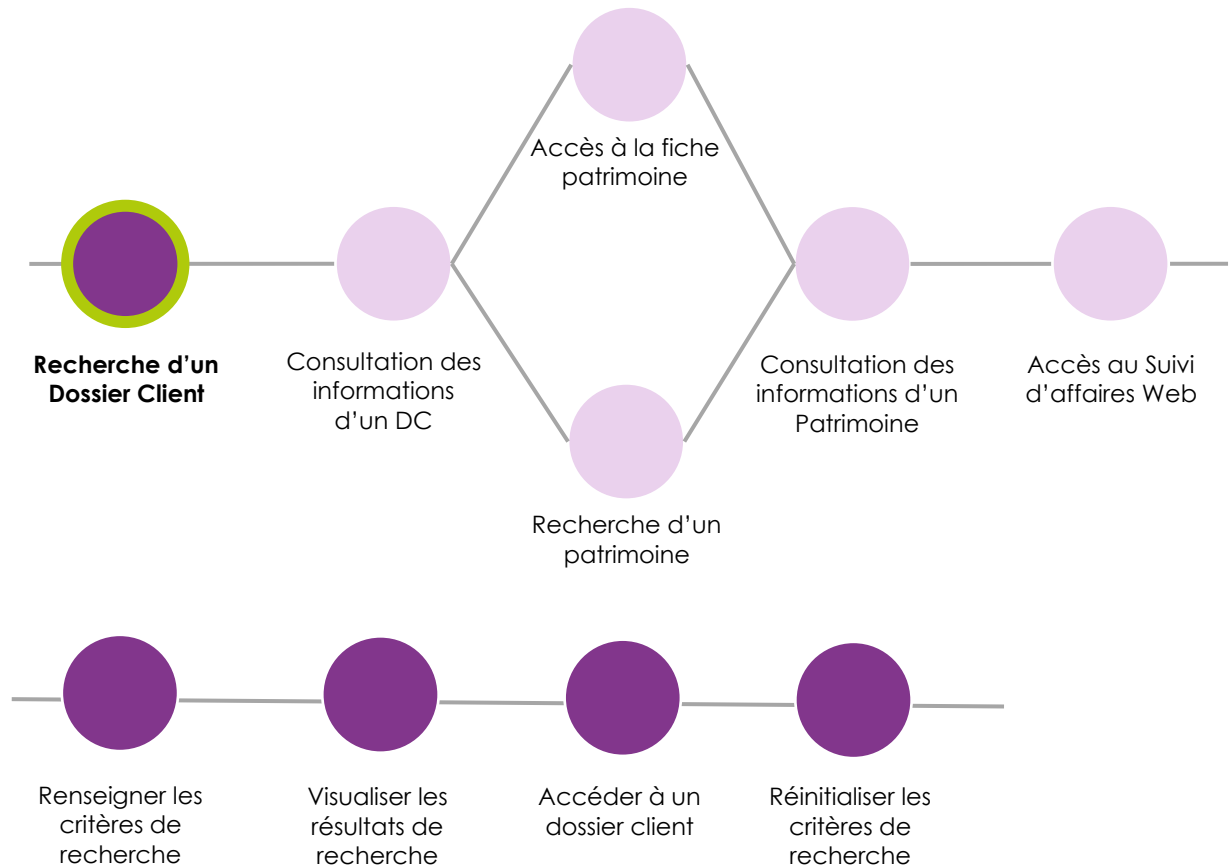 Accès à la fiche
patrimoine
Recherche d’un
Dossier Client
Consultation des
informations
d’un DC
Consultation des
informations d’un
Patrimoine
Accès au Suivi
d’affaires Web
Recherche d’un
patrimoine
Renseigner les
critères de
recherche
Visualiser les
résultats de
recherche
Accéder à un
dossier client
Réinitialiser les
critères de
recherche